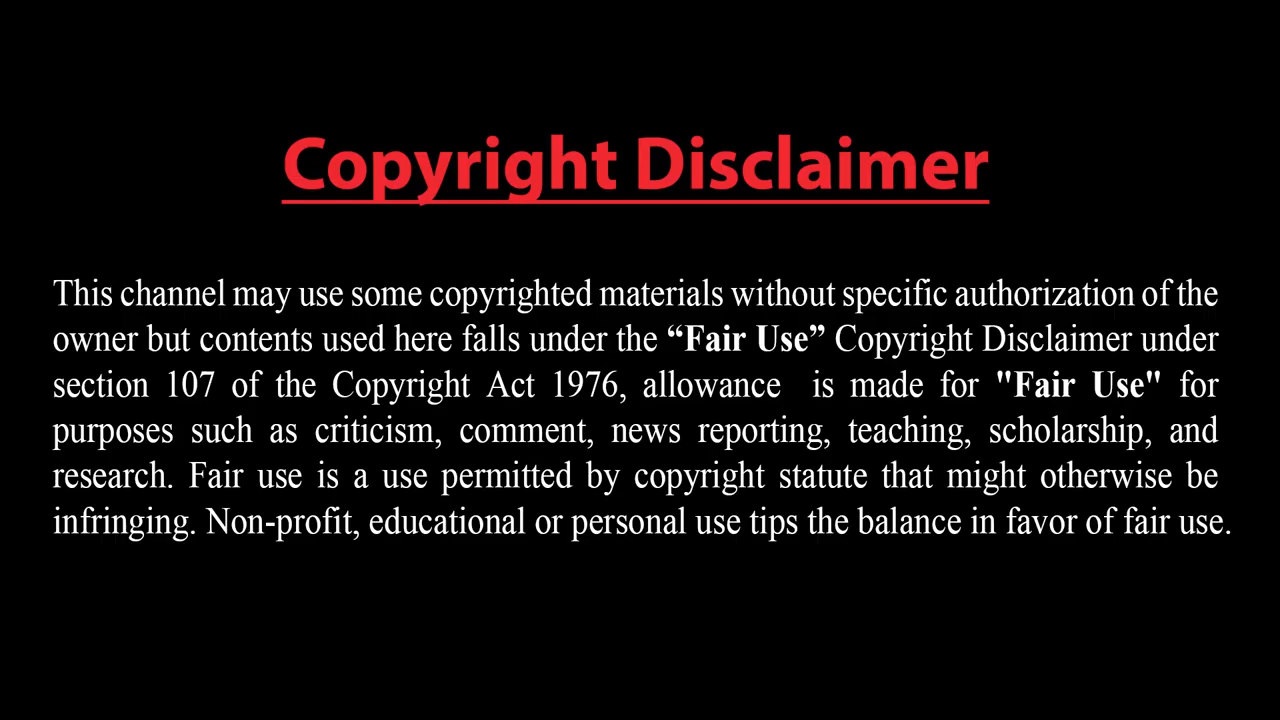 Copyright Disclaimer
This channel may use some copyrighted materials without specific authorization of the
owner but contents used here falls under the “Fair Use” Copyright Disclaimer under
section 107 of the Copyright Act 1976, allowance  is made for "Fair Use" for
purposes such as criticism, comment, news reporting, teaching, scholarship, and
research. Fair use is a use permitted by copyright statute that might otherwise be
infringing. Non-profit, educational or personal use tips the balance in favor of fair use.